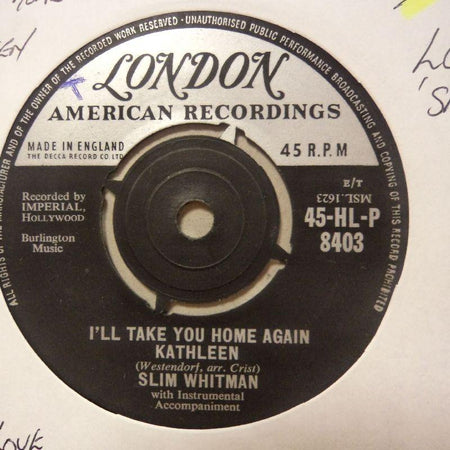 ALL RIGHTS OF THE MANUFACTURER AND OF THE OWNER OF THE RECORDED WORK RESERVED · UNAUTHORISED PUBLIC PERFORMANCE BROADCASTING AND COPYING OF THIS RECORD PROHIBITED
LONDON
AMERICAN RECORDINGS
MADE IN ENGLAND
THE DECCA RECORD CO. LTD
45 R.P.M
E/T
MSL.1623
Recorded by
IMPERIAL,
Hollywood
45-HL-P
8403
Burlington
Music
I'LL TAKE YOU HOME AGAIN
KATHLEEN
(Westendorf, arr. Crist)
SLIM WHITMAN
with Instrumental
Accompaniment